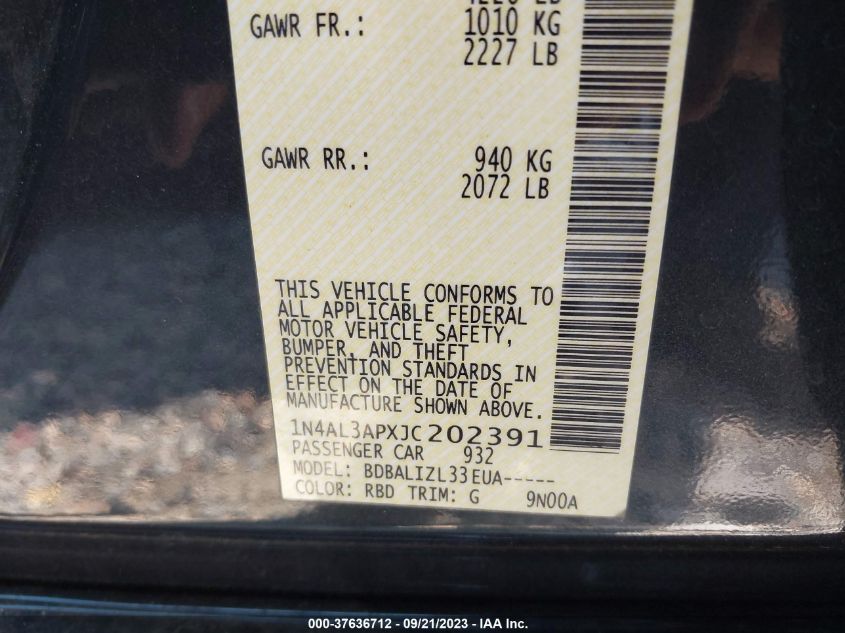 GAWR FR.: 1010 KG
2227 LB
GAWR RR.: 940 KG
2072 LB
THIS VEHICLE CONFORMS TO
ALL APPLICABLE FEDERAL
MOTOR VEHICLE SAFETY,
BUMPER, AND THEFT
PREVENTION STANDARDS IN
EFFECT ON THE DATE OF
MANUFACTURE SHOWN ABOVE.
1N4AL3APXJC202391
PASSENGER CAR 932
MODEL: BDBALIZL33EUA-----
COLOR: RBD TRIM: G 9N00A
000-37636712 - 09/21/2023 - IAA Inc.